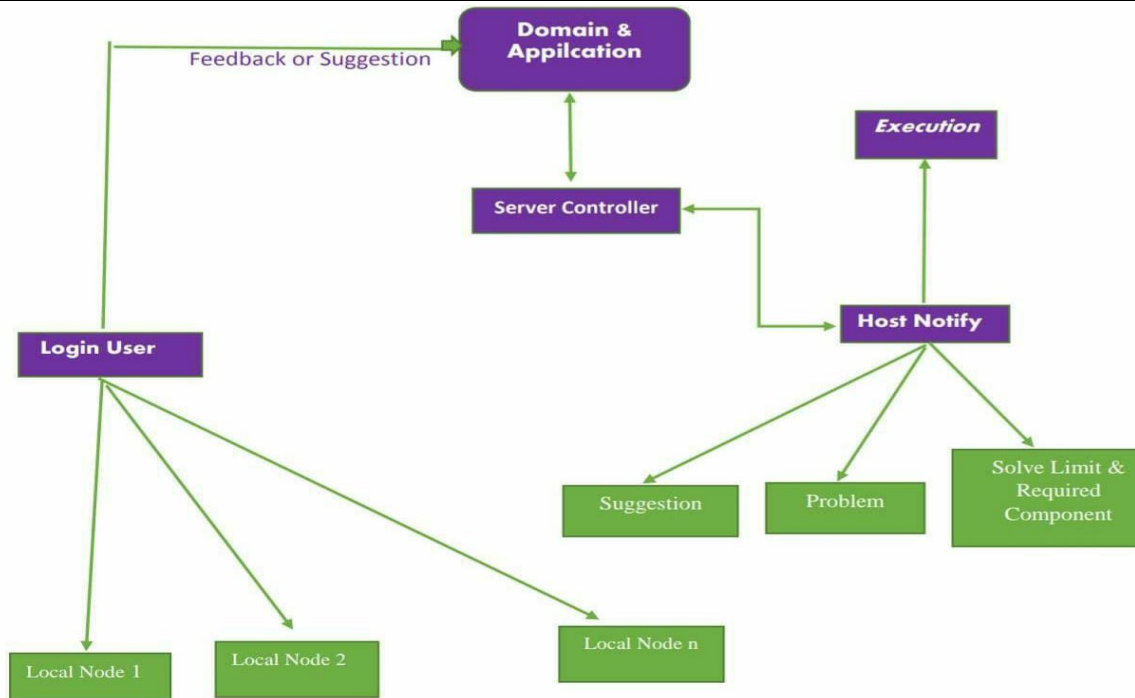 Domain &
Appilcation
Feedback or Suggestion
Execution
Server Controller
Host Notify
Login User
Solve Limit &
Required
Component
Suggestion
Problem
Local Node 1
Local Node 2
Local Node n